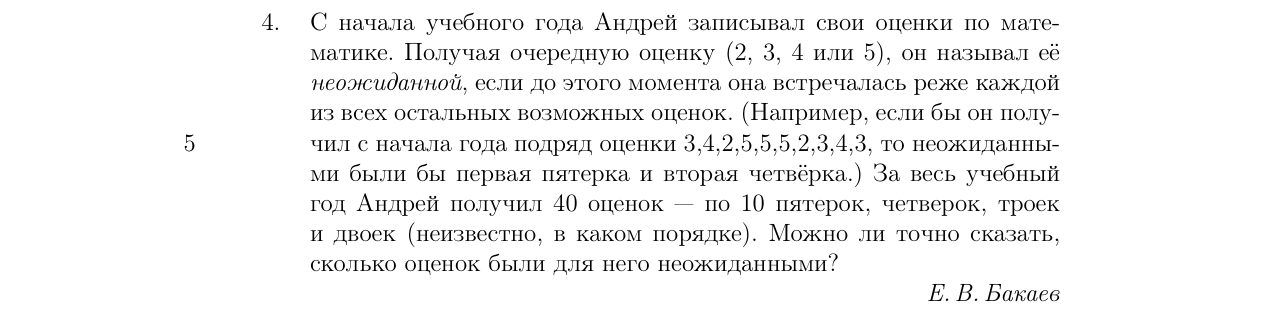 4. С начала учебного года Андрей записывал свои оценки по мате-
матике. Получая очередную оценку (2, 3, 4 или 5), он называл её
неожиданной, если до этого момента она встречалась реже каждой
из всех остальных возможных оценок. (Например, если бы он полу-
5 чил с начала года подряд оценки 3,4,2,5,5,5,2,3,4,3, то неожиданны-
ми были бы первая пятерка и вторая четвёрка.) За весь учебный
год Андрей получил 40 оценок — по 10 пятерок, четверок, троек
и двоек (неизвестно, в каком порядке). Можно ли точно сказать,
сколько оценок были для него неожиданными?
Е. В. Бакаев